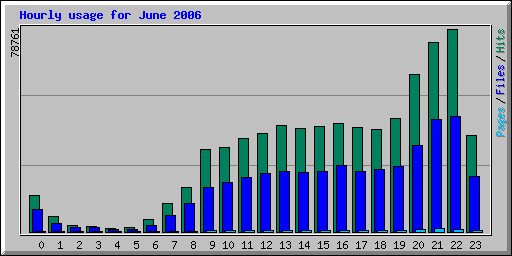 Hourly usage for June 2006
78761
Pages / Files / Hits
0 1 2 3 4 5 6 7 8 9 10 11 12 13 14 15 16 17 18 19 20 21 22 23